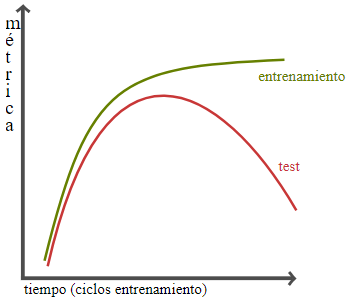 métrica
entrenamiento
test
tiempo (ciclos entrenamiento)